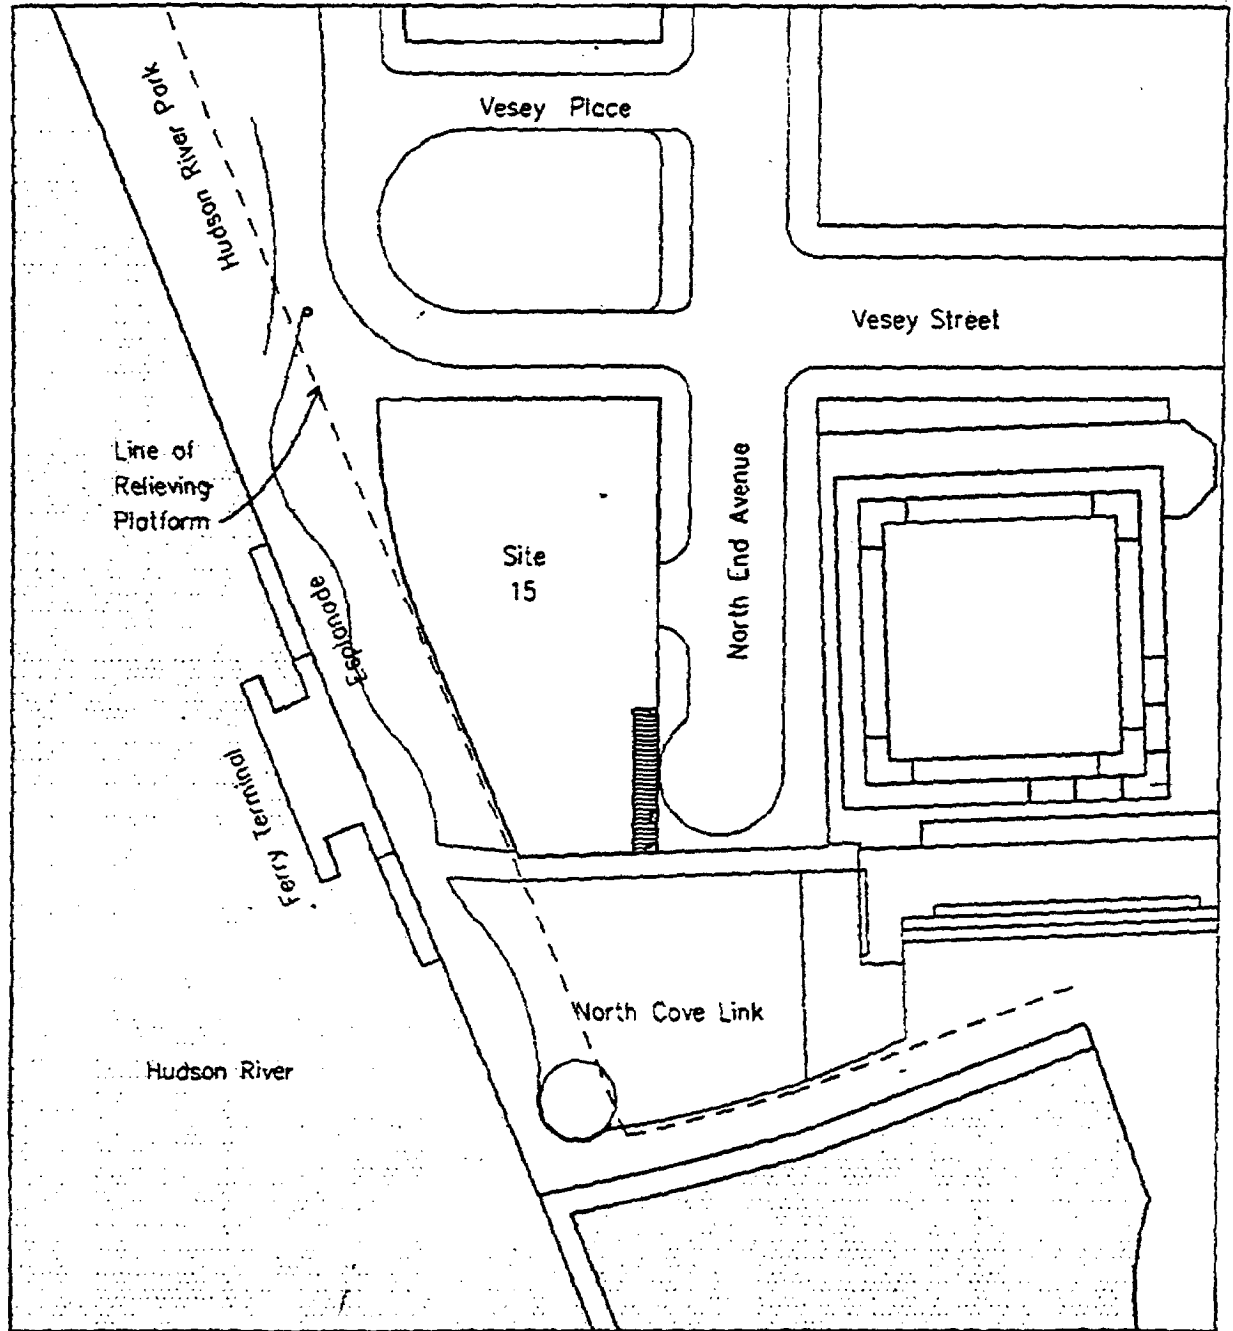 Hudson River Park
Vesey Place
Vesey Street
Line of
Relieving
Platform
Site
15
North End Avenue
Esplanade
Ferry Terminal
North Cove Link
Hudson River